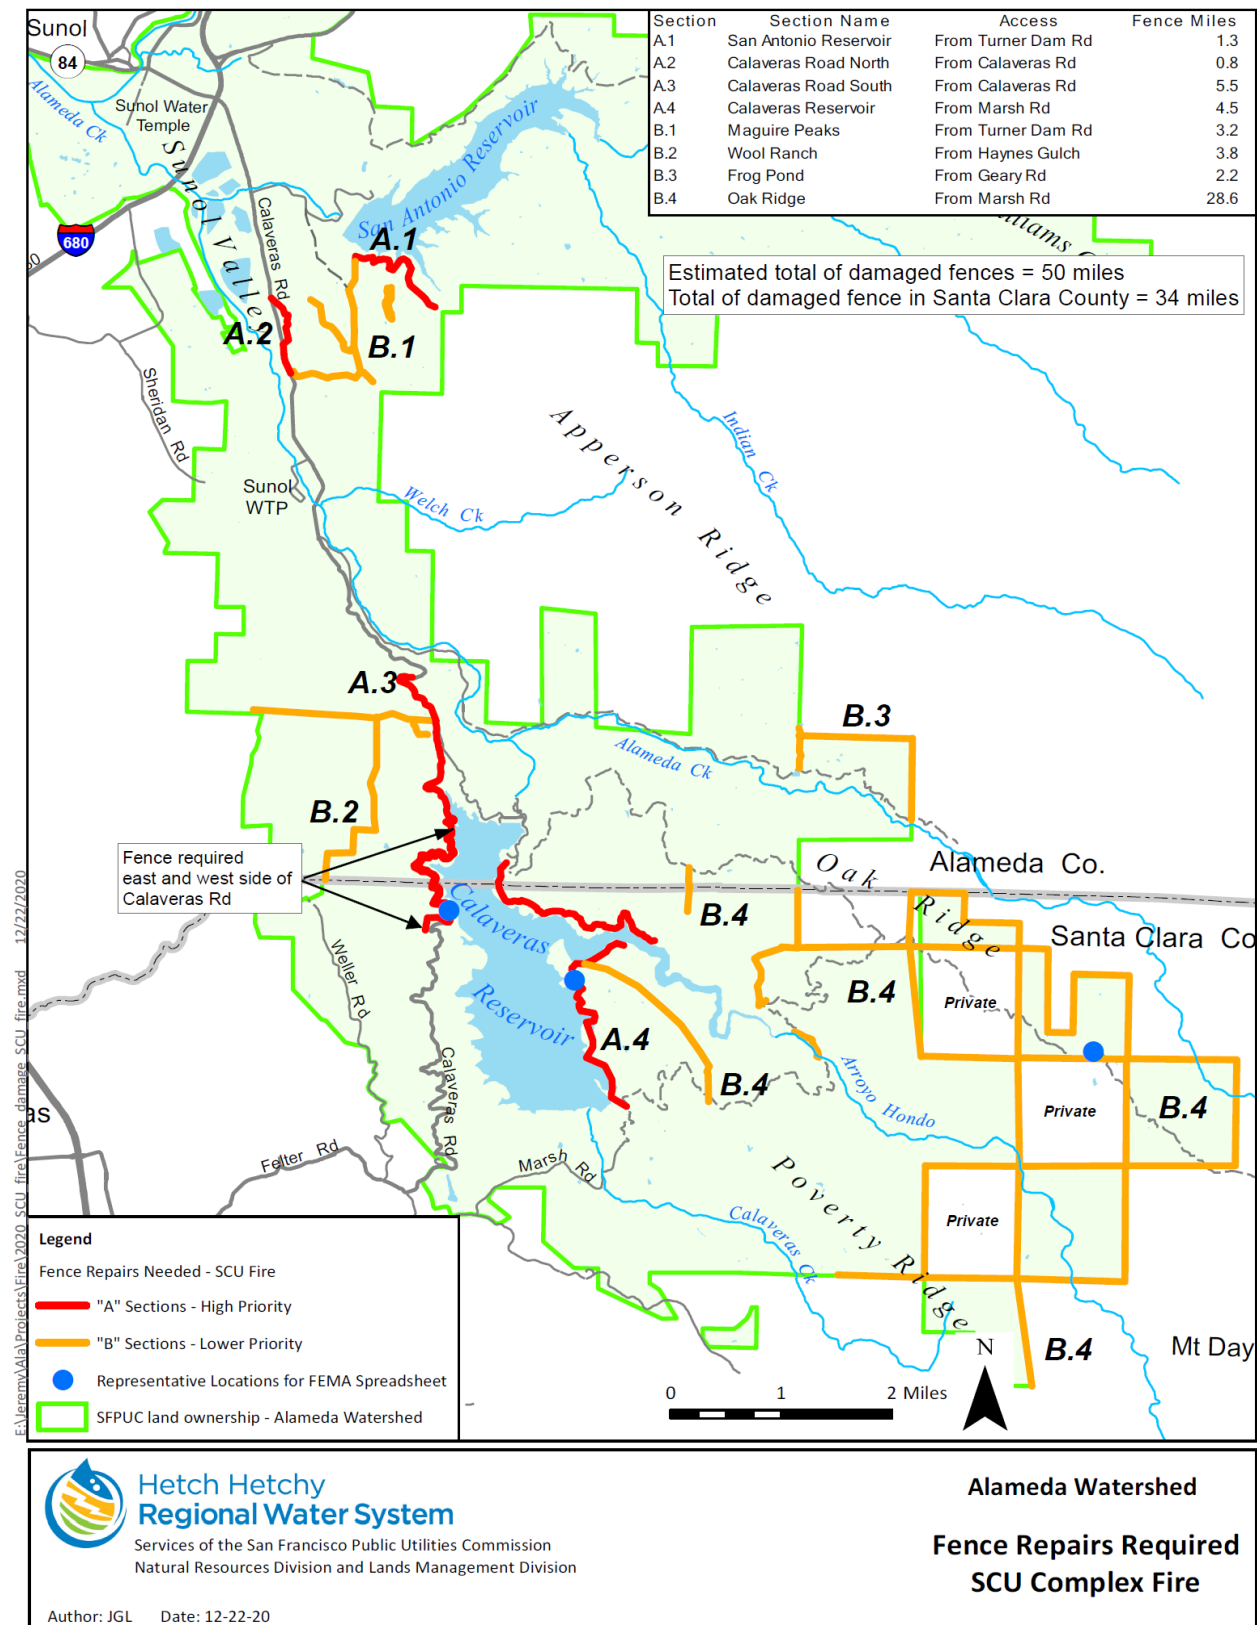 Section Section Name Access Fence Miles
A.1 San Antonio Reservoir From Turner Dam Rd 1.3
A.2 Calaveras Road North From Calaveras Rd 0.8
A.3 Calaveras Road South From Calaveras Rd 5.5
A.4 Calaveras Reservoir From Marsh Rd 4.5
B.1 Maguire Peaks From Turner Dam Rd 3.2
B.2 Wool Ranch From Haynes Gulch 3.8
B.3 Frog Pond From Geary Rd 2.2
B.4 Oak Ridge From Marsh Rd 28.6
Estimated total of damaged fences = 50 miles
Total of damaged fence in Santa Clara County = 34 miles
Sunol
84
Alameda Ck
Sunol Water
Temple
Sunol Valley
San Antonio Reservoir
Calaveras Rd
680
A.1
A.2
B.1
Sheridan Rd
Apperson Ridge
Indian Ck
Sunol
WTP
Welch Ck
A.3
B.3
Alameda Ck
B.2
Fence required
east and west side of
Calaveras Rd
Oak Ridge
Alameda Co.
Santa Clara Co
B.4
Calaveras
Reservoir
B.4
Private
Weller Rd
A.4
B.4
Calaveras Rd
Arroyo Hondo
Private
B.4
as
Felter Rd
Marsh Rd
Poverty Ridge
Private
Calaveras Ck
B.4
Mt Day
N
0 1 2 Miles
Legend
Fence Repairs Needed - SCU Fire
"A" Sections - High Priority
"B" Sections - Lower Priority
Representative Locations for FEMA Spreadsheet
SFPUC land ownership - Alameda Watershed
E:\Jeremy\Ala\Projects\Fire\2020_SCU_fire\Fence_damage_SCU_fire.mxd 12/22/2020
Hetch Hetchy
Regional Water System
Services of the San Francisco Public Utilities Commission
Natural Resources Division and Lands Management Division
Author: JGL Date: 12-22-20
Alameda Watershed
Fence Repairs Required
SCU Complex Fire